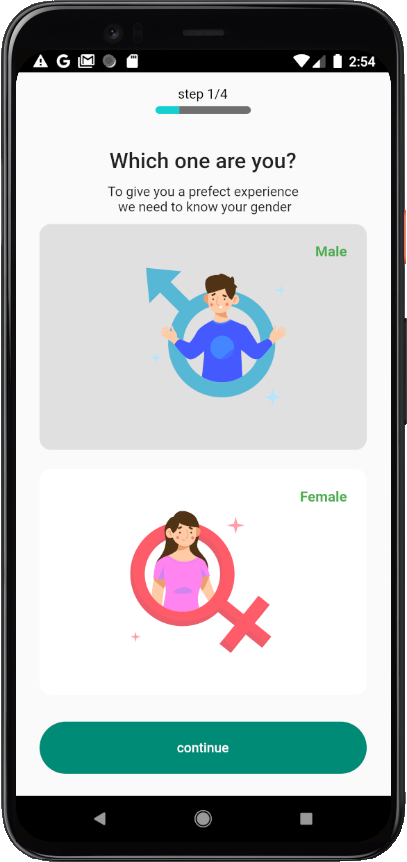 2:54
step 1/4
Which one are you?
To give you a prefect experience
we need to know your gender
Male
Female
continue